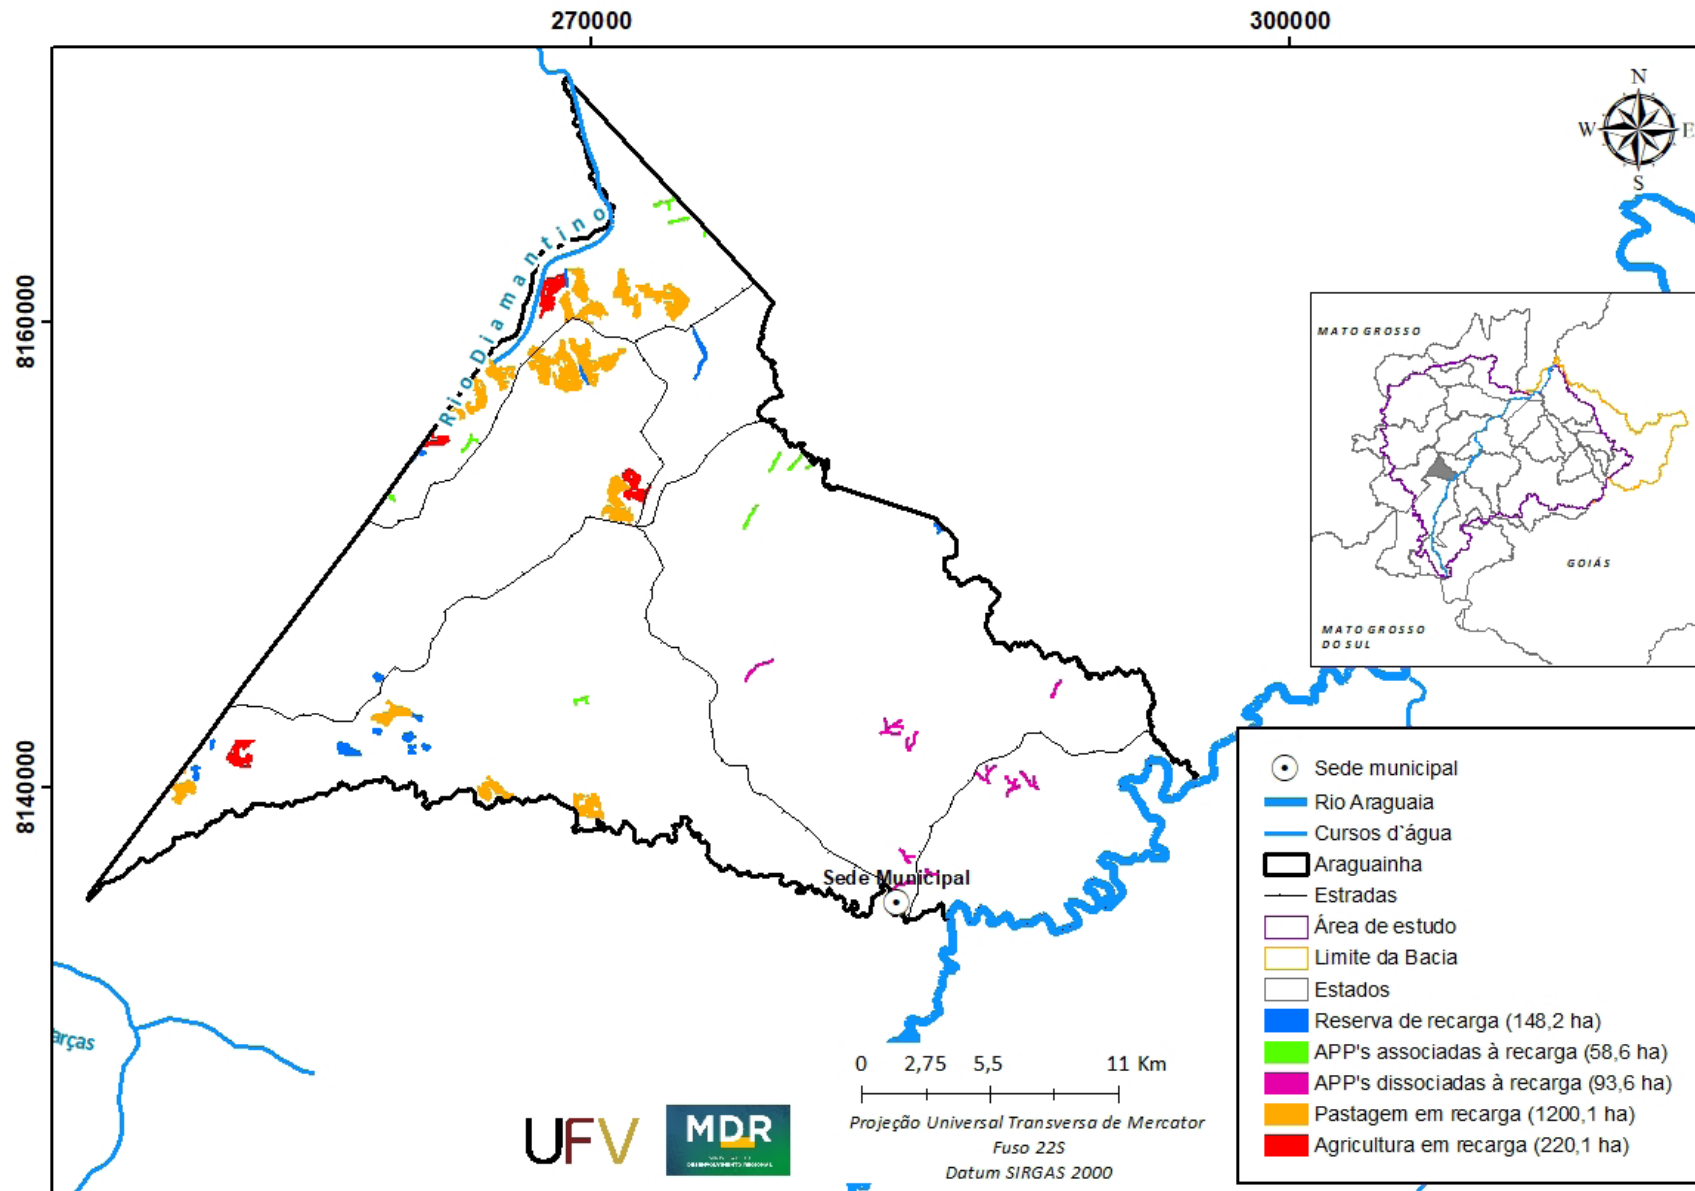 270000
300000
N
W
E
S
8160000
8140000
Rio Diamantino
MATO GROSSO
GOIÁS
MATO GROSSO
DO SUL
Sede Municipal
arças
Sede municipal
Rio Araguaia
Cursos d`água
Araguainha
Estradas
Área de estudo
Limite da Bacia
Estados
Reserva de recarga (148,2 ha)
APP's associadas à recarga (58,6 ha)
APP's dissociadas à recarga (93,6 ha)
Pastagem em recarga (1200,1 ha)
Agricultura em recarga (220,1 ha)
0 2,75 5,5 11 Km
Projeção Universal Transversa de Mercator
Fuso 22S
Datum SIRGAS 2000
UFV
MDR
DESENVOLVIMENTO REGIONAL